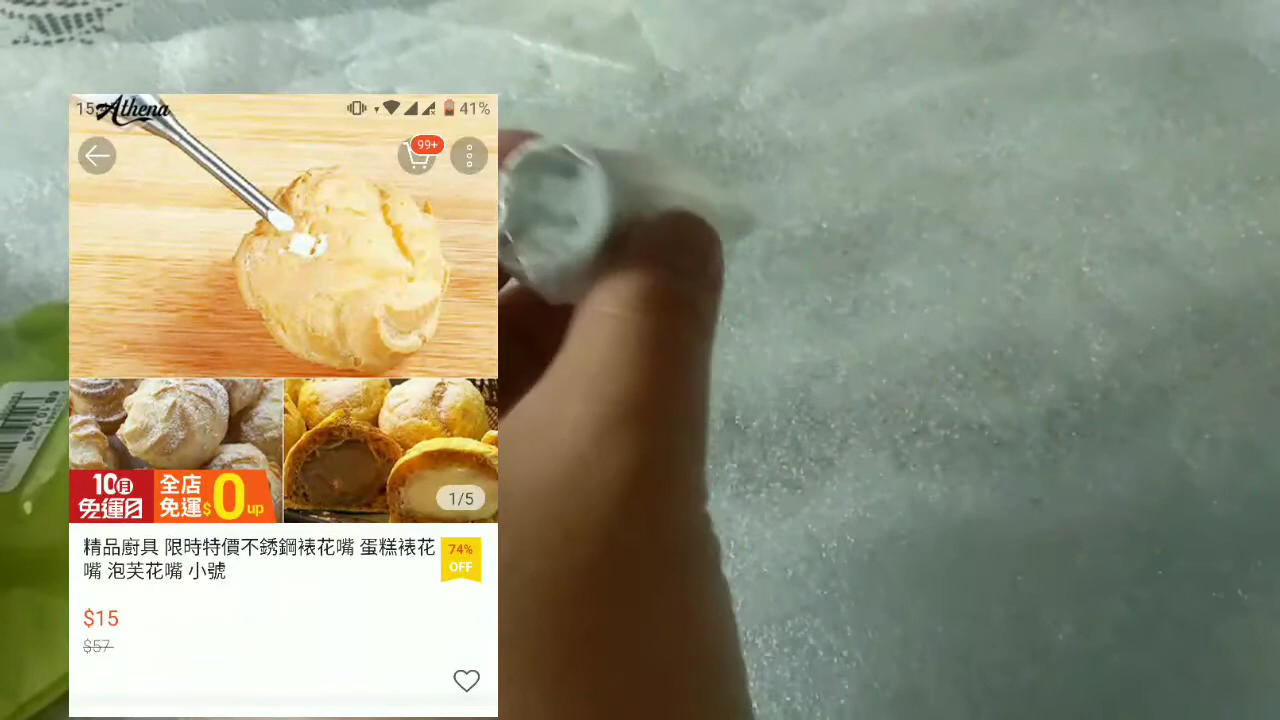 15
Athena
41%
99+
10月
免運月
全店
免運$0up
1/5
精品廚具 限時特價不銹鋼裱花嘴 蛋糕裱花
嘴 泡芙花嘴 小號
74%
OFF
$15
$57